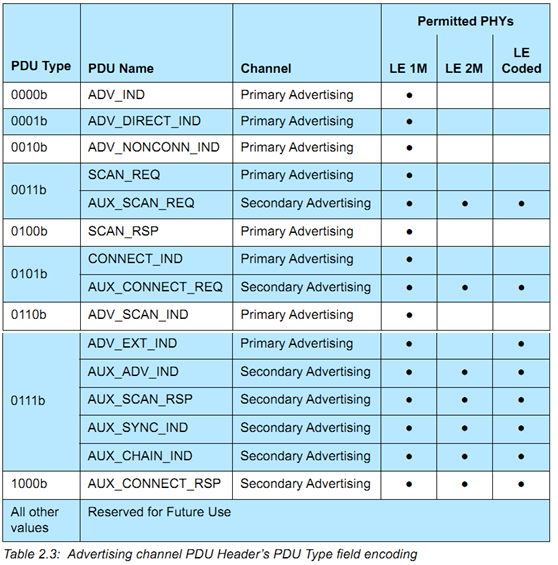 Permitted PHYs
PDU Type PDU Name Channel LE 1M LE 2M LE Coded
0000b ADV_IND Primary Advertising ●
0001b ADV_DIRECT_IND Primary Advertising ●
0010b ADV_NONCONN_IND Primary Advertising ●
0011b SCAN_REQ Primary Advertising ●
AUX_SCAN_REQ Secondary Advertising ● ● ●
0100b SCAN_RSP Primary Advertising ●
0101b CONNECT_IND Primary Advertising ●
AUX_CONNECT_REQ Secondary Advertising ● ● ●
0110b ADV_SCAN_IND Primary Advertising ●
0111b ADV_EXT_IND Primary Advertising ● ●
AUX_ADV_IND Secondary Advertising ● ● ●
AUX_SCAN_RSP Secondary Advertising ● ● ●
AUX_SYNC_IND Secondary Advertising ● ● ●
AUX_CHAIN_IND Secondary Advertising ● ● ●
1000b AUX_CONNECT_RSP Secondary Advertising ● ● ●
All other values Reserved for Future Use
Table 2.3: Advertising channel PDU Header's PDU Type field encoding